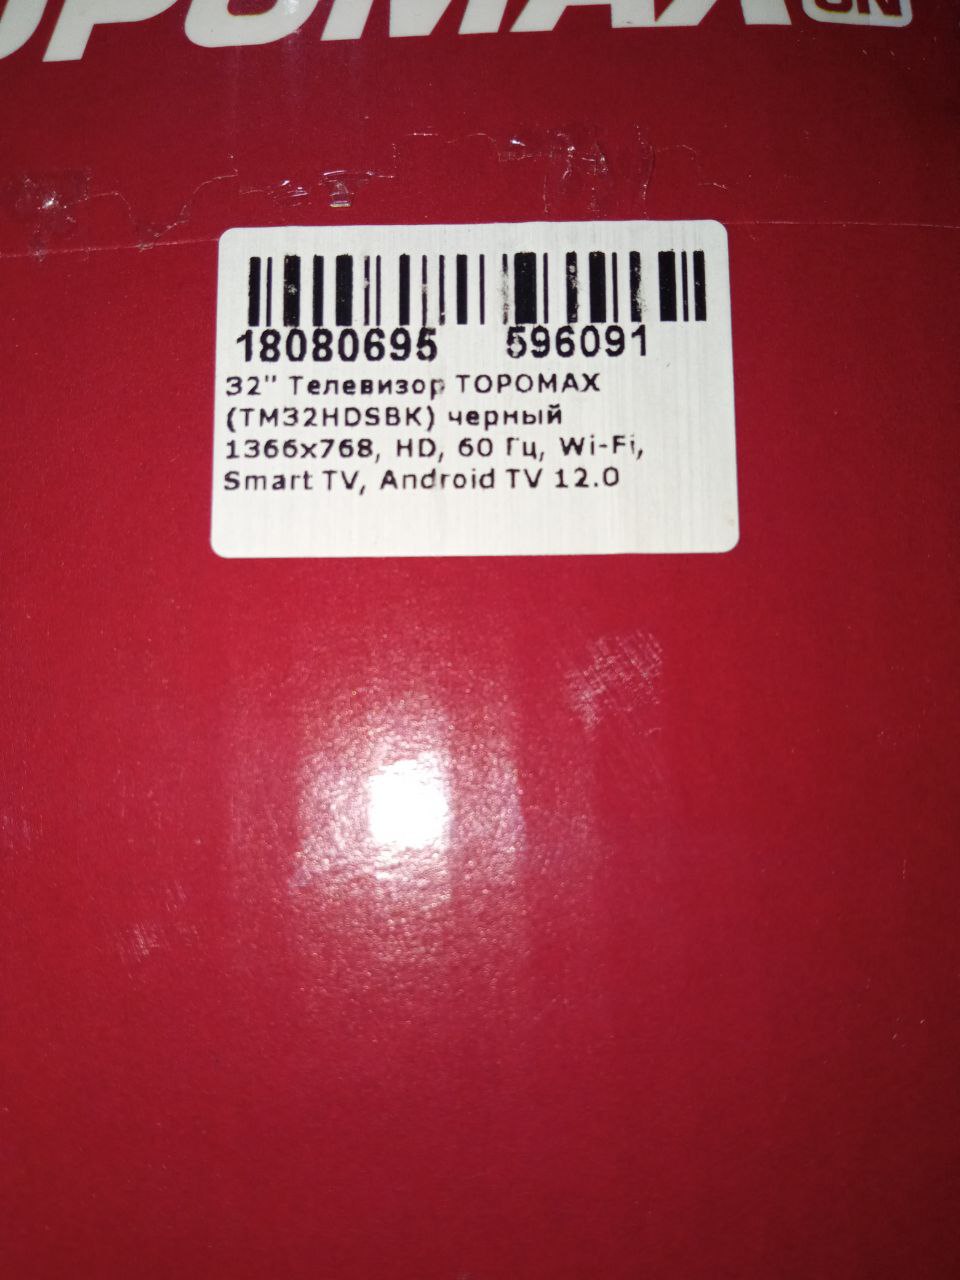 TOPOMAX
18080695 596091
32" Телевизор TOPOMAX
(TM32HDSBK) черный
1366x768, HD, 60 Гц, Wi-Fi,
Smart TV, Android TV 12.0